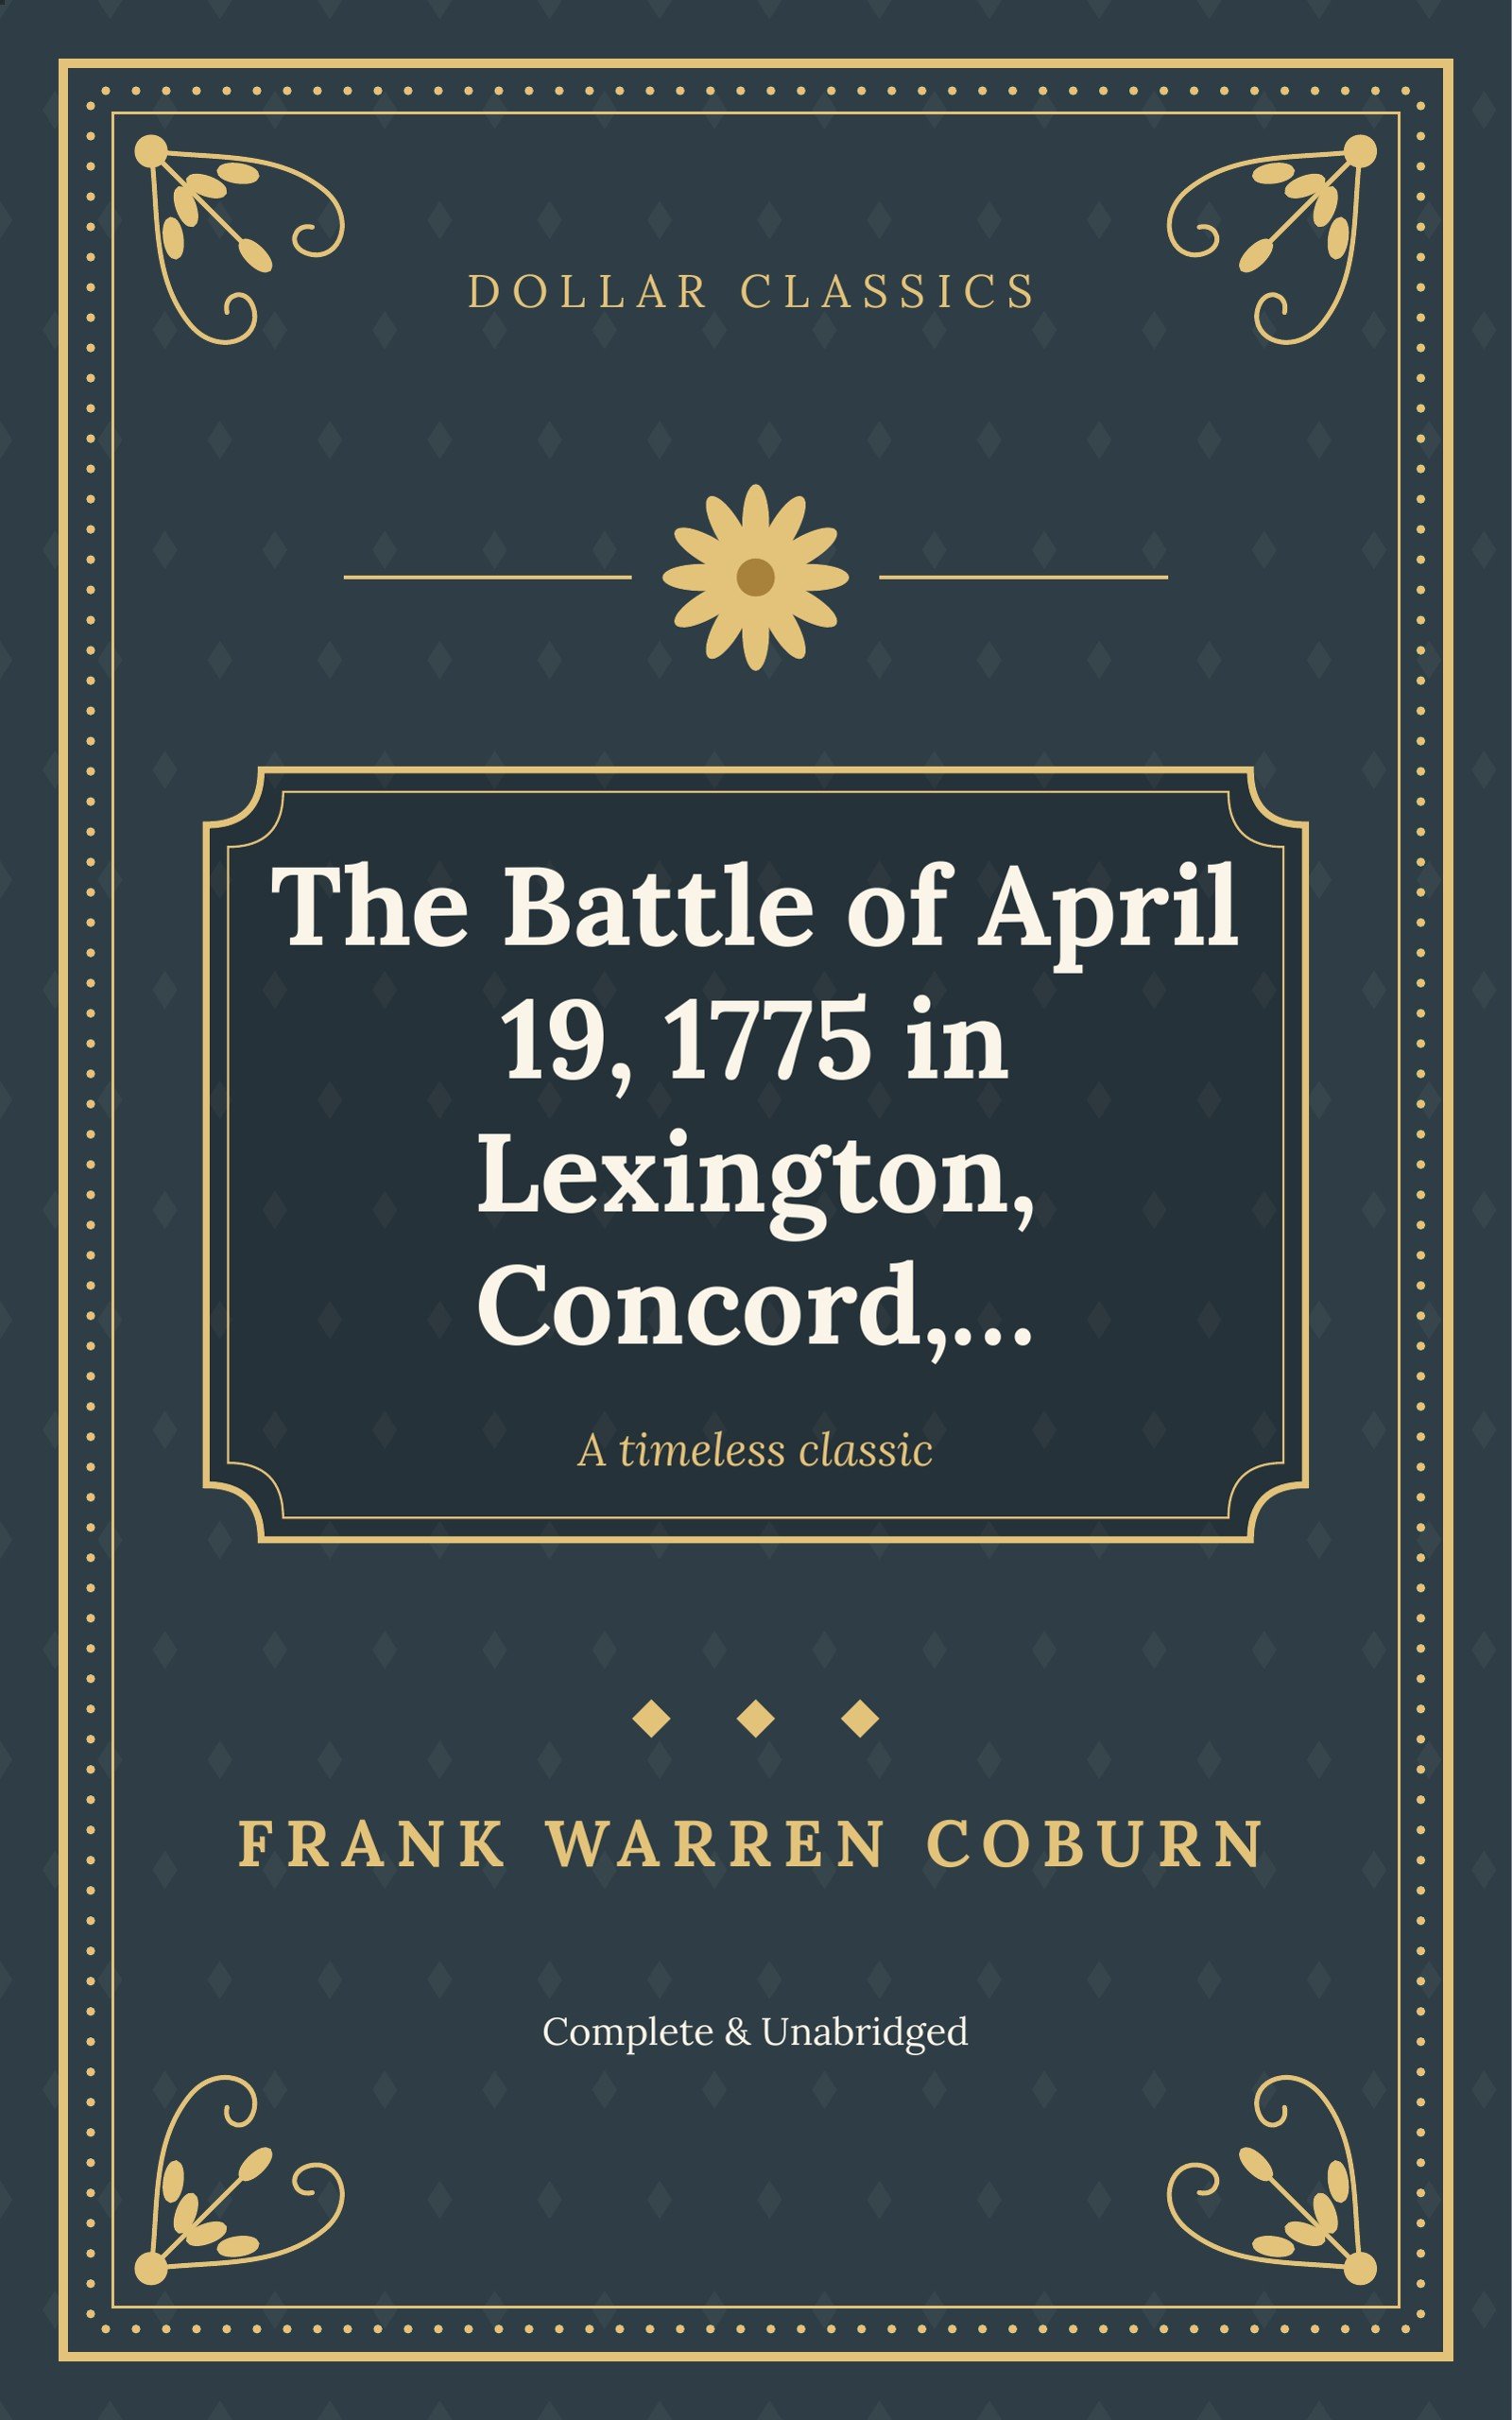 DOLLAR CLASSICS
The Battle of April
19, 1775 in
Lexington,
Concord,...
A timeless classic
FRANK WARREN COBURN
Complete & Unabridged